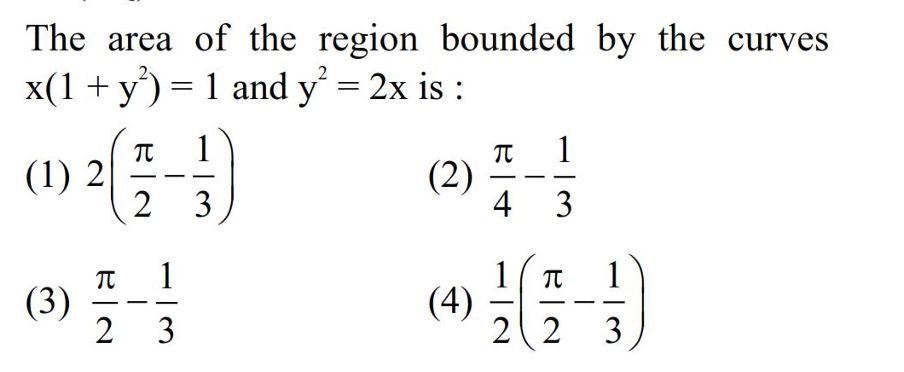 The area of the region bounded by the curves
x(1 + y²) = 1 and y² = 2x is :
(1) 2(π/2 − 1/3) (2) π/4 − 1/3
(3) π/2 − 1/3 (4) 1/2(π/2 − 1/3)